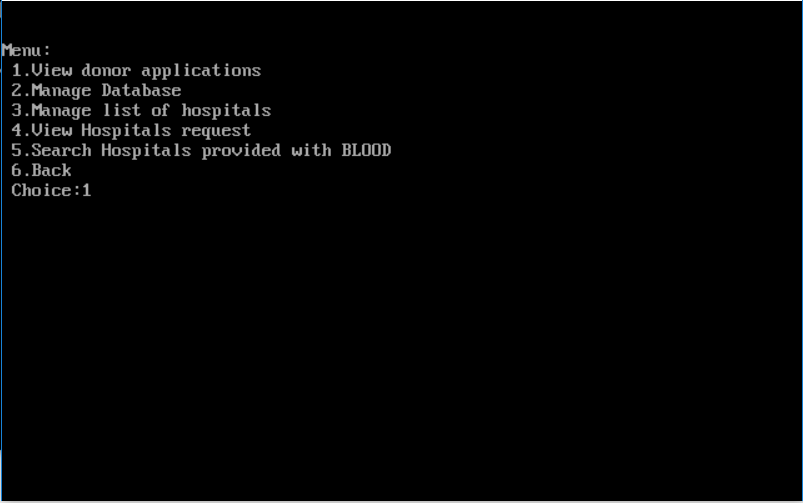 Menu:
1.View donor applications
2.Manage Database
3.Manage list of hospitals
4.View Hospitals request
5.Search Hospitals provided with BLOOD
6.Back
Choice:1